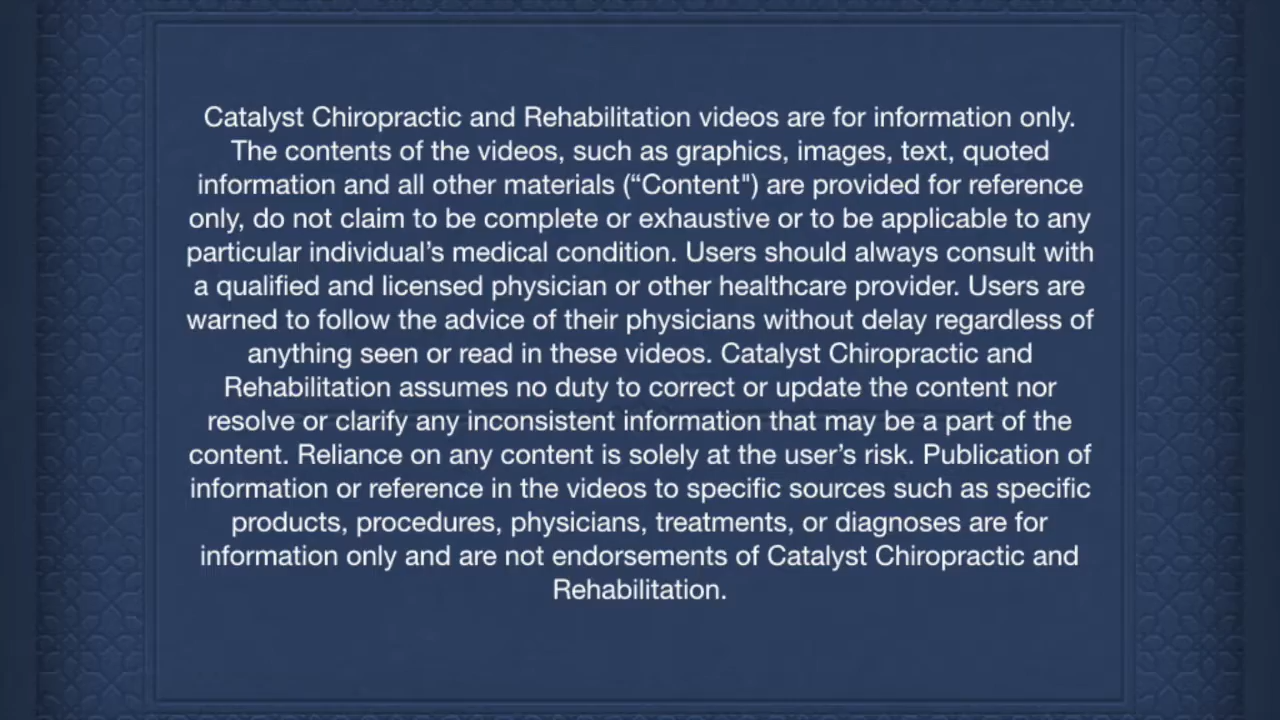 Catalyst Chiropractic and Rehabilitation videos are for information only.
The contents of the videos, such as graphics, images, text, quoted
information and all other materials (“Content") are provided for reference
only, do not claim to be complete or exhaustive or to be applicable to any
particular individual’s medical condition. Users should always consult with
a qualified and licensed physician or other healthcare provider. Users are
warned to follow the advice of their physicians without delay regardless of
anything seen or read in these videos. Catalyst Chiropractic and
Rehabilitation assumes no duty to correct or update the content nor
resolve or clarify any inconsistent information that may be a part of the
content. Reliance on any content is solely at the user’s risk. Publication of
information or reference in the videos to specific sources such as specific
products, procedures, physicians, treatments, or diagnoses are for
information only and are not endorsements of Catalyst Chiropractic and
Rehabilitation.